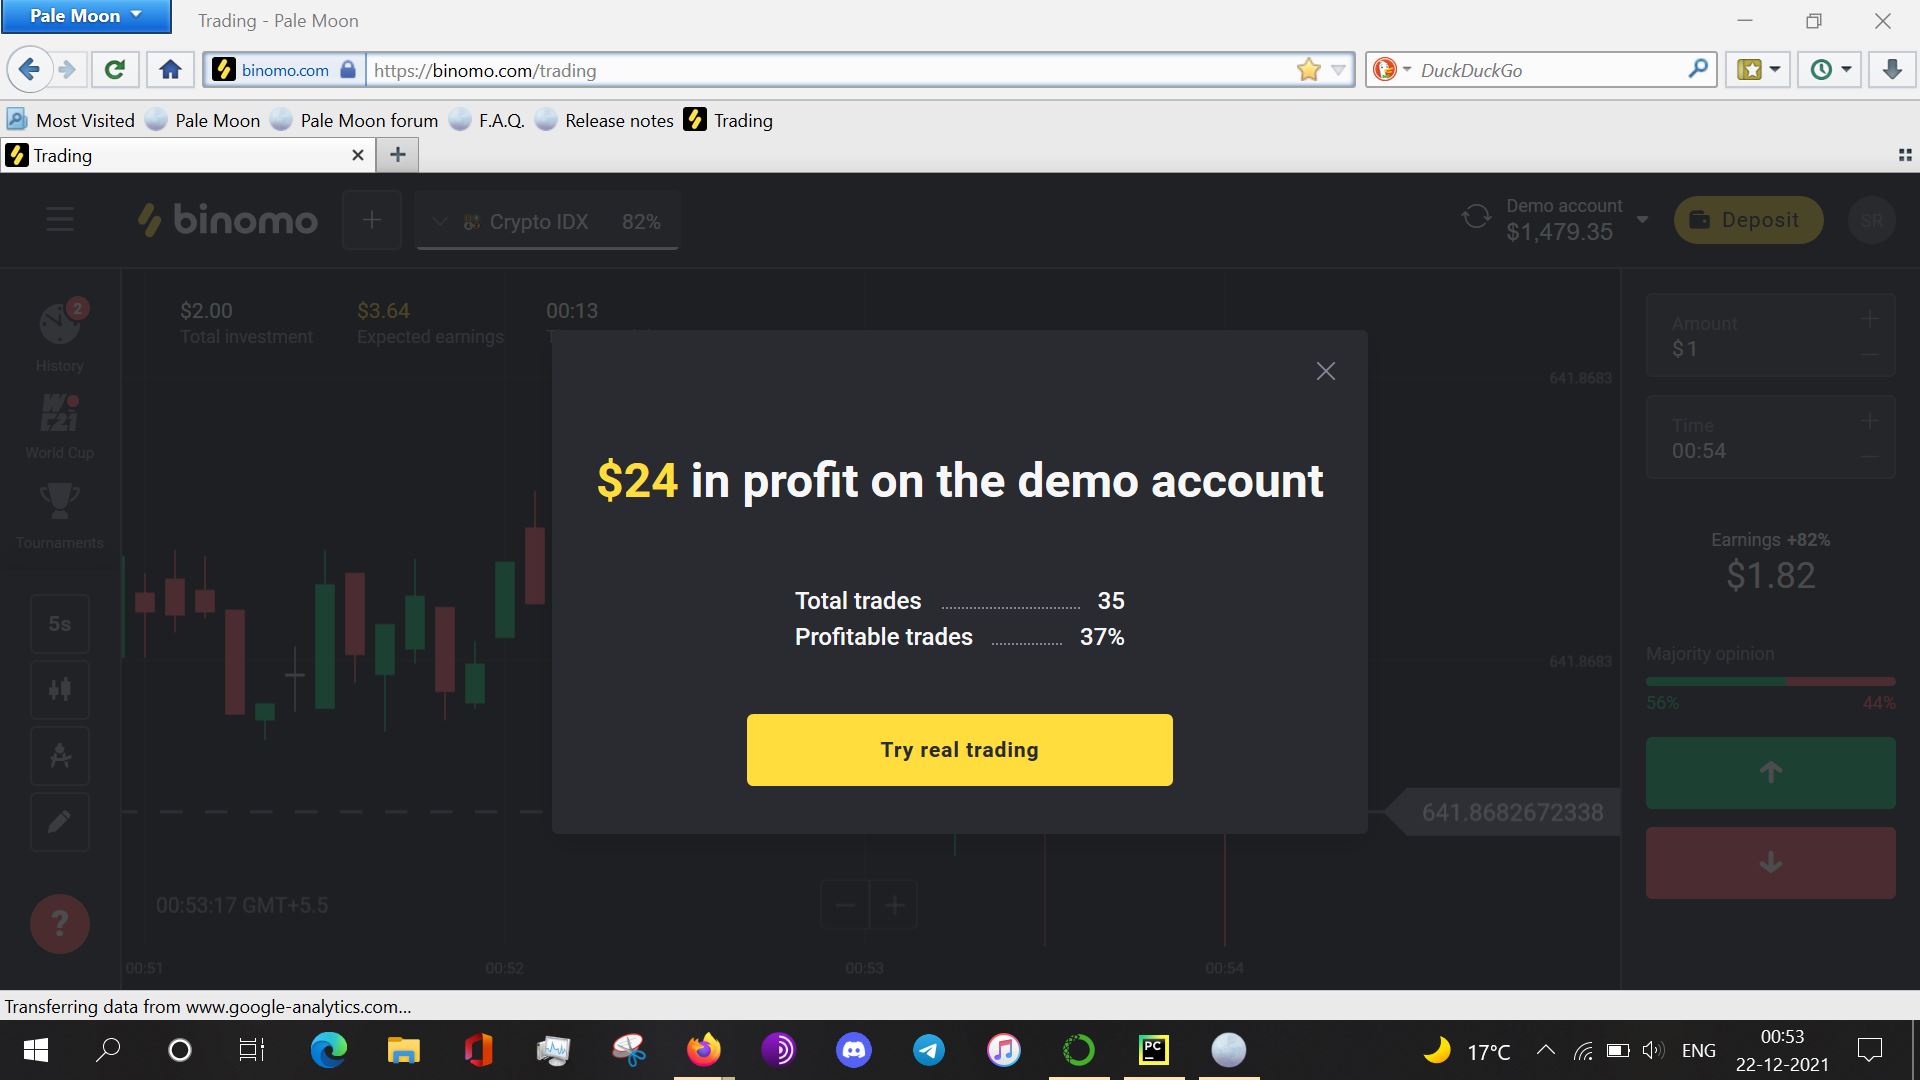 Pale Moon
Trading - Pale Moon
binomo.com
https://binomo.com/trading
DuckDuckGo
Most Visited
Pale Moon
Pale Moon forum
F.A.Q.
Release notes
Trading
Trading
binomo
Crypto IDX
82%
Demo account
$1,479.35
Deposit
SR
2
History
World Cup
Tournaments
5s
?
$2.00
Total investment
$3.64
Expected earnings
00:13
641.8683
641.8683
641.8682672338
$24 in profit on the demo account
Total trades 35
Profitable trades 37%
Try real trading
Amount
$1
Time
00:54
Earnings +82%
$1.82
Majority opinion
56%
44%
00:53:17 GMT+5.5
00:51
00:52
00:53
00:54
Transferring data from www.google-analytics.com...
PC
17°C
ENG
00:53
22-12-2021